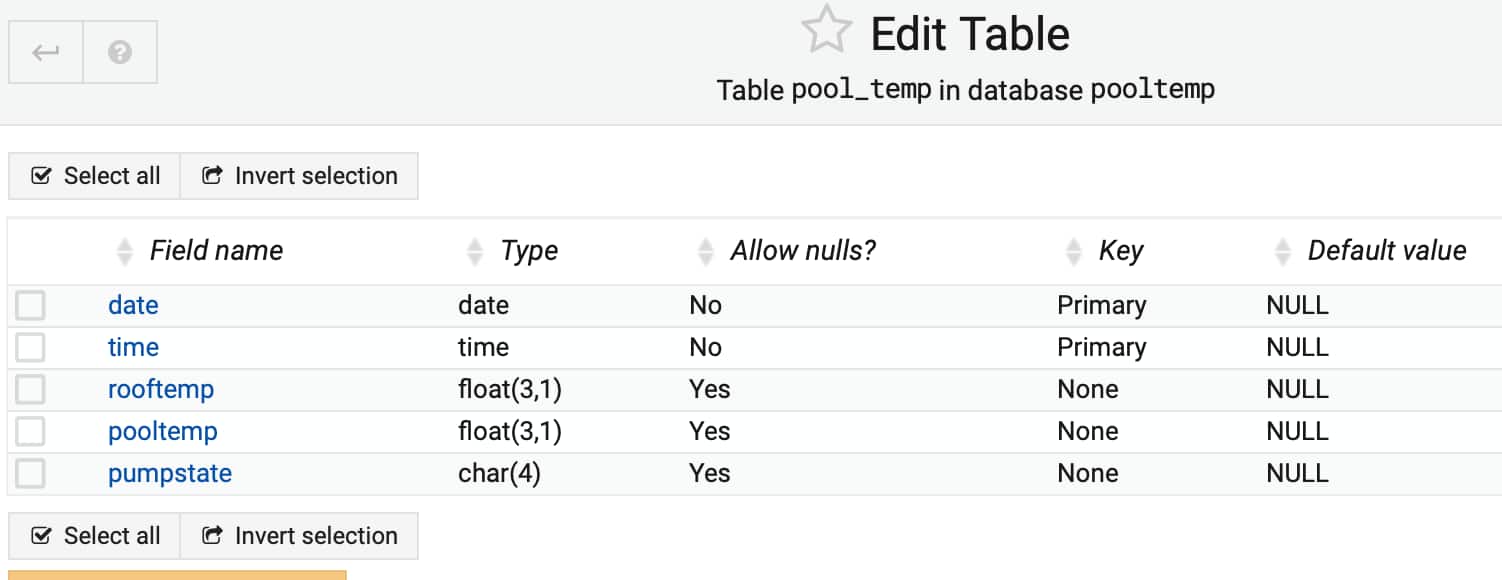 Edit Table
Table pool_temp in database pooltemp
Select all Invert selection
Field name Type Allow nulls? Key Default value
date date No Primary NULL
time time No Primary NULL
rooftemp float(3,1) Yes None NULL
pooltemp float(3,1) Yes None NULL
pumpstate char(4) Yes None NULL
Select all Invert selection